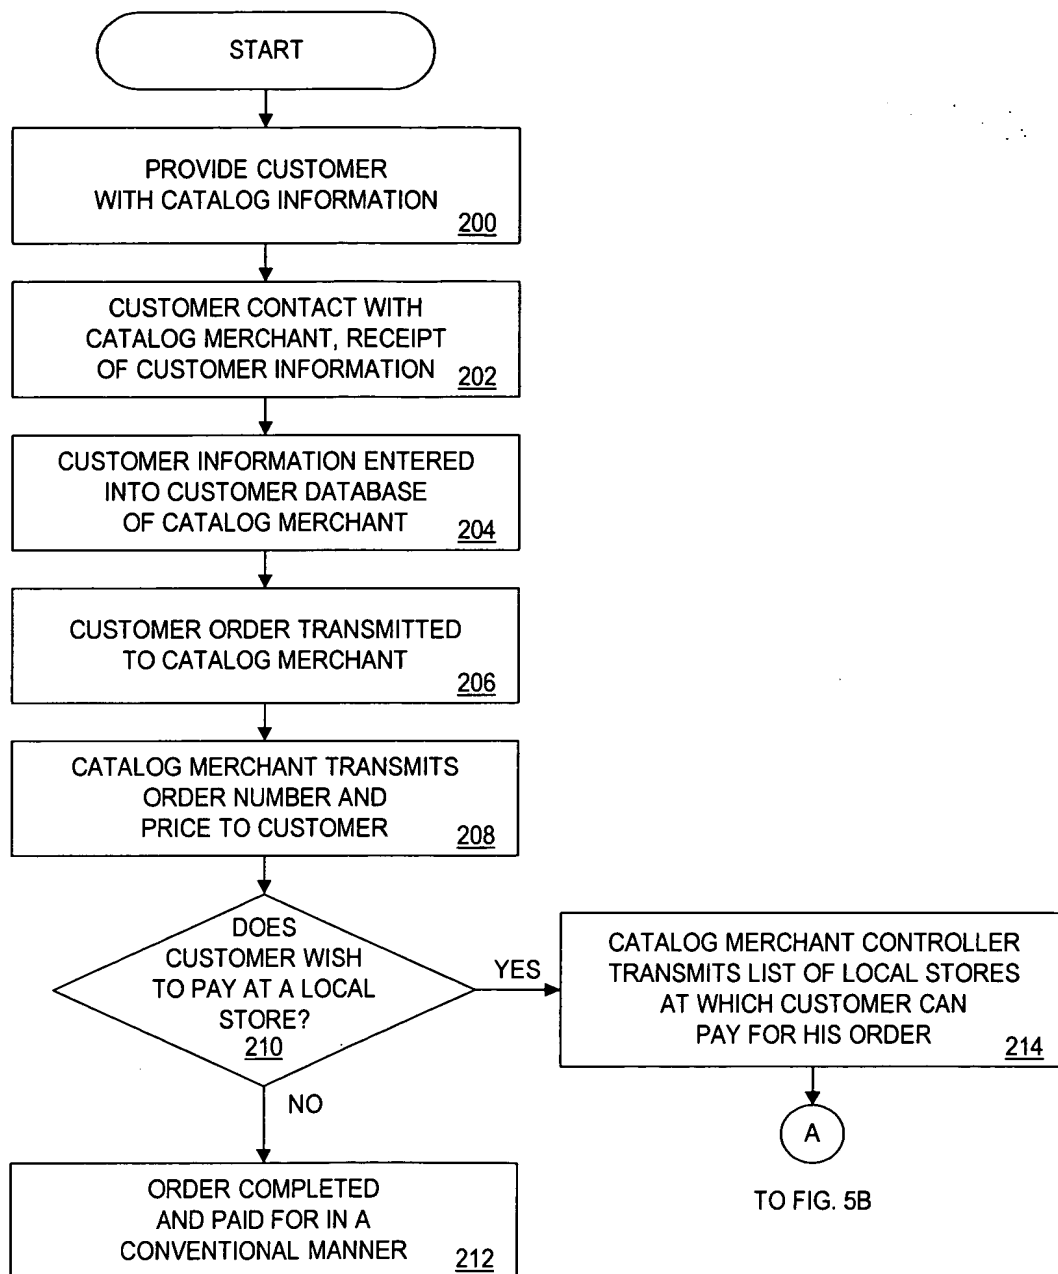 START
PROVIDE CUSTOMER
WITH CATALOG INFORMATION
200
CUSTOMER CONTACT WITH
CATALOG MERCHANT, RECEIPT
OF CUSTOMER INFORMATION
202
CUSTOMER INFORMATION ENTERED
INTO CUSTOMER DATABASE
OF CATALOG MERCHANT
204
CUSTOMER ORDER TRANSMITTED
TO CATALOG MERCHANT
206
CATALOG MERCHANT TRANSMITS
ORDER NUMBER AND
PRICE TO CUSTOMER
208
DOES
CUSTOMER WISH
TO PAY AT A LOCAL
STORE?
210
YES
CATALOG MERCHANT CONTROLLER
TRANSMITS LIST OF LOCAL STORES
AT WHICH CUSTOMER CAN
PAY FOR HIS ORDER
214
A
TO FIG. 5B
NO
ORDER COMPLETED
AND PAID FOR IN A
CONVENTIONAL MANNER
212